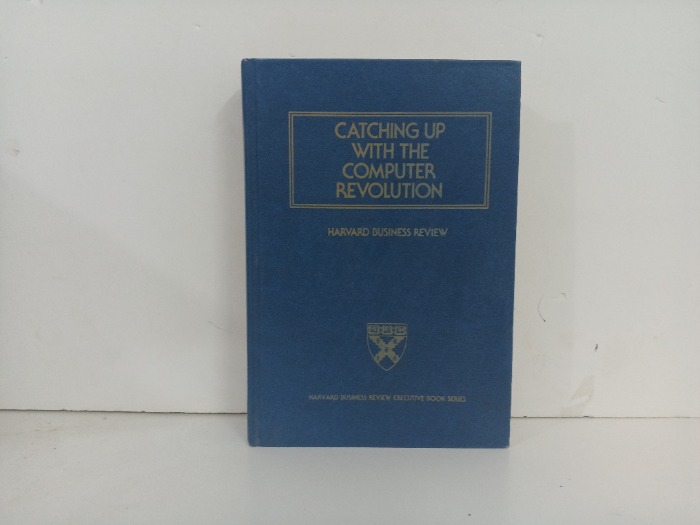 CATCHING UP
WITH THE
COMPUTER
REVOLUTION
HARVARD BUSINESS REVIEW
HARVARD BUSINESS REVIEW EXECUTIVE BOOK SERIES